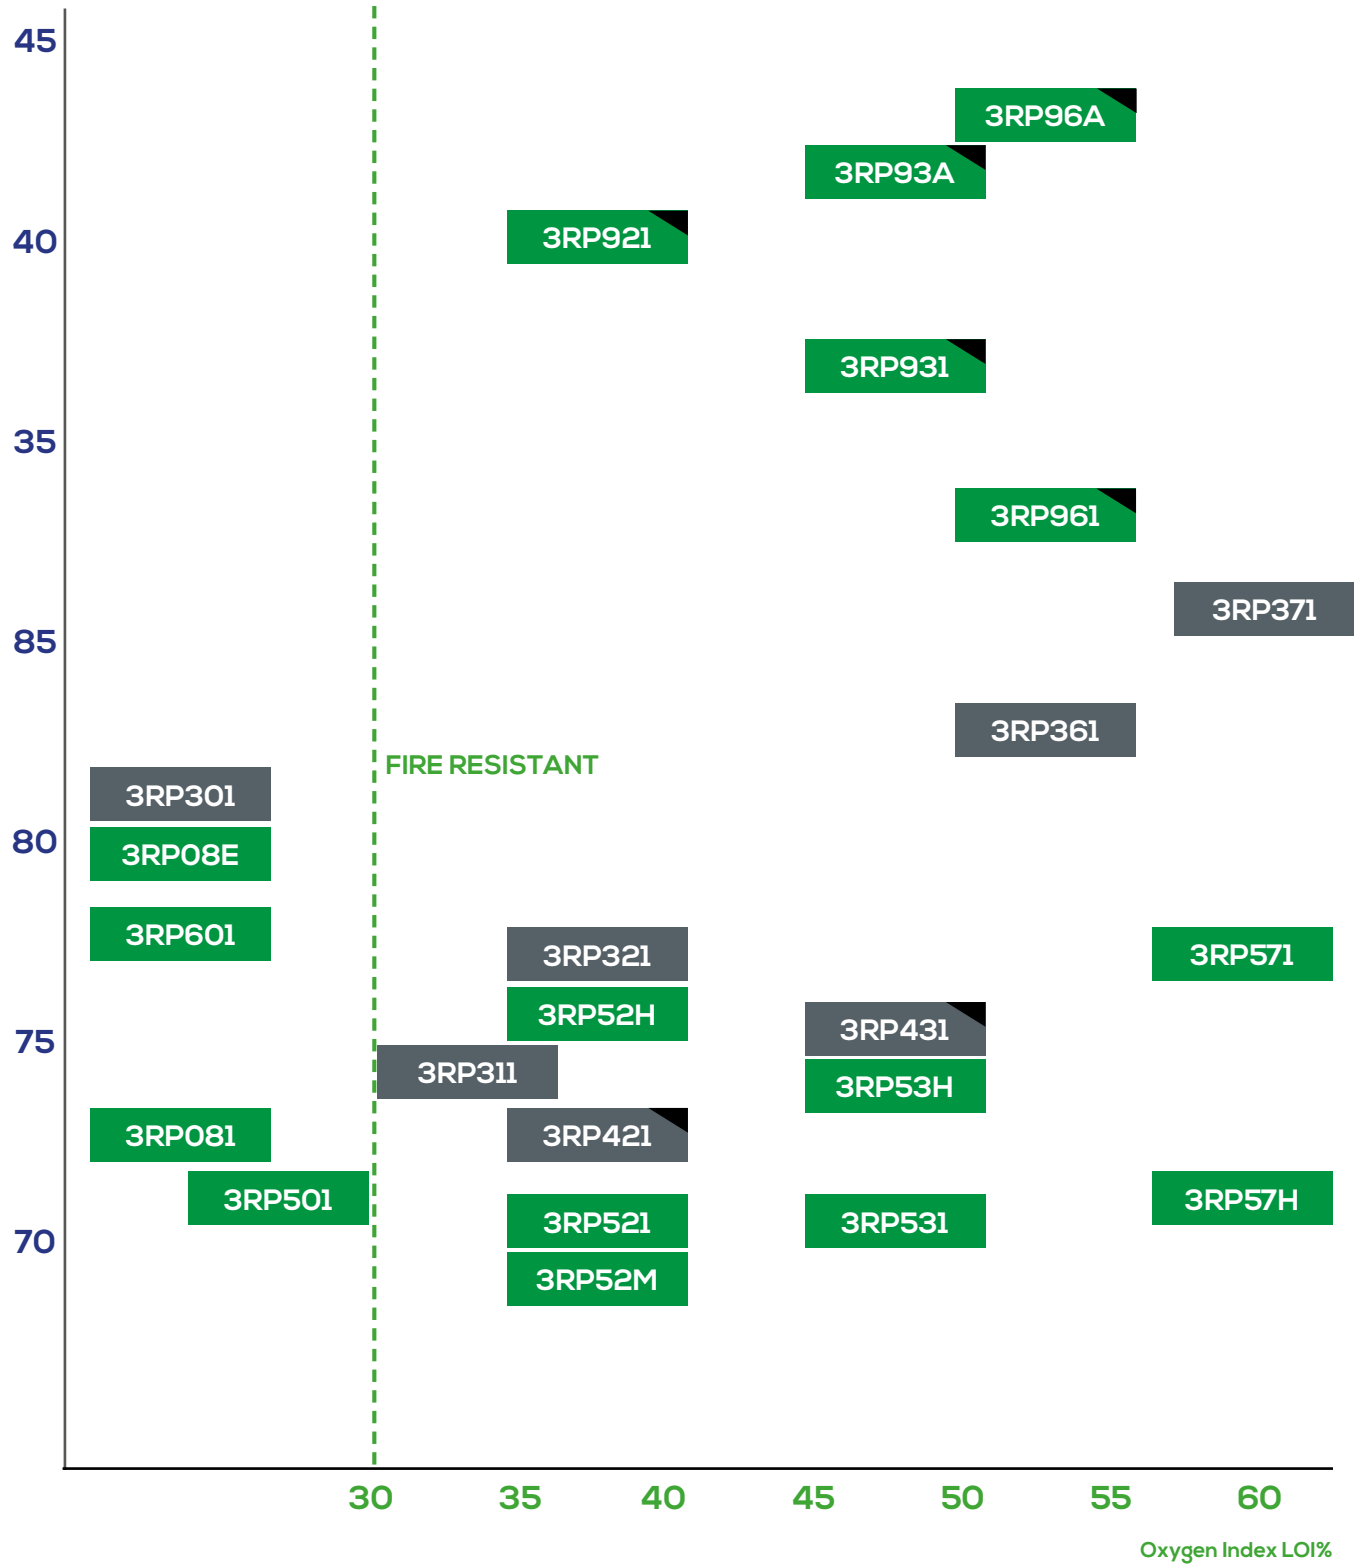 45
3RP96A
3RP93A
40
3RP921
3RP931
35
3RP961
3RP371
85
3RP361
FIRE RESISTANT
3RP301
80
3RP08E
3RP601
3RP321
3RP571
3RP52H
75
3RP431
3RP311
3RP53H
3RP081
3RP421
3RP501
3RP57H
3RP521
3RP531
70
3RP52M
30 35 40 45 50 55 60
Oxygen Index LOI%